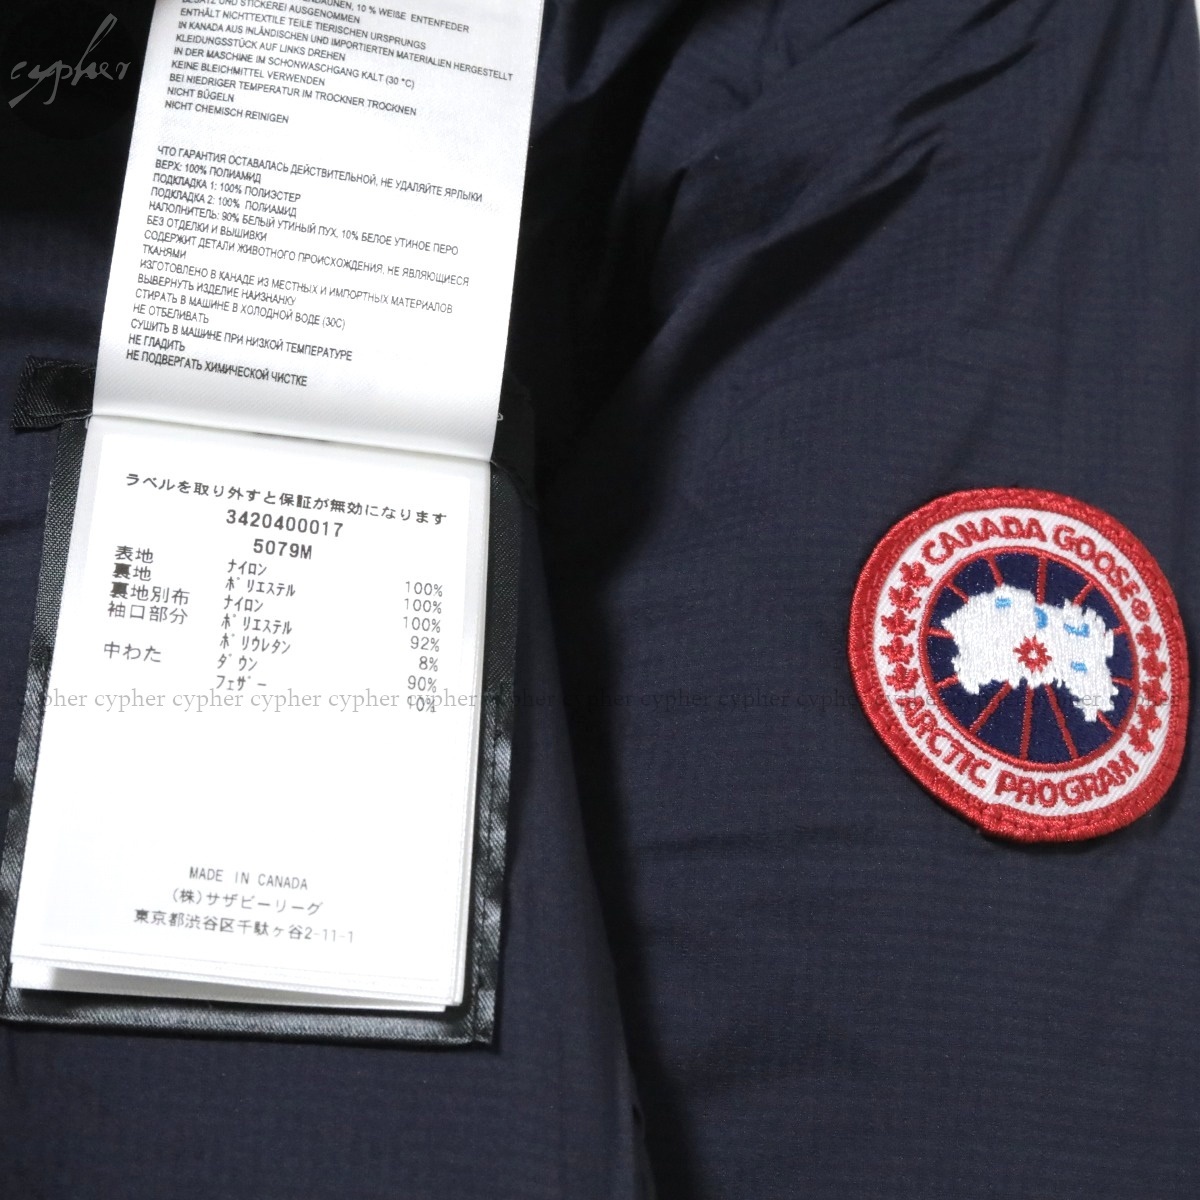 cypher
10 % WEIßE ENTENFEDER
BESATZ UND STICKEREI AUSGENOMMEN
ENTHÄLT NICHTTEXTILE TEILE TIERISCHEN URSPRUNGS
IN KANADA AUS INLÄNDISCHEN UND IMPORTIERTEN MATERIALIEN HERGESTELLT
KLEIDUNGSSTÜCK AUF LINKS DREHEN
IN DER MASCHINE IM SCHONWASCHGANG KALT (30 °C)
KEINE BLEICHMITTEL VERWENDEN
BEI NIEDRIGER TEMPERATUR IM TROCKNER TROCKNEN
NICHT BÜGELN
NICHT CHEMISCH REINIGEN
ЧТО ГАРАНТИЯ ОСТАВАЛАСЬ ДЕЙСТВИТЕЛЬНОЙ, НЕ УДАЛЯЙТЕ ЯРЛЫКИ
ВЕРХ: 100% ПОЛИАМИД
ПОДКЛАДКА 1: 100% ПОЛИЭСТЕР
ПОДКЛАДКА 2: 100% ПОЛИАМИД
НАПОЛНИТЕЛЬ: 90% БЕЛЫЙ УТИНЫЙ ПУХ, 10% БЕЛОЕ УТИНОЕ ПЕРО
БЕЗ ОТДЕЛКИ И ВЫШИВКИ
СОДЕРЖИТ ДЕТАЛИ ЖИВОТНОГО ПРОИСХОЖДЕНИЯ, НЕ ЯВЛЯЮЩИЕСЯ
ТКАНЯМИ
ИЗГОТОВЛЕНО В КАНАДЕ ИЗ МЕСТНЫХ И ИМПОРТНЫХ МАТЕРИАЛОВ
ВЫВЕРНУТЬ ИЗДЕЛИЕ НАИЗНАНКУ
СТИРАТЬ В МАШИНЕ В ХОЛОДНОЙ ВОДЕ (30С)
НЕ ОТБЕЛИВАТЬ
СУШИТЬ В МАШИНЕ ПРИ НИЗКОЙ ТЕМПЕРАТУРЕ
НЕ ГЛАДИТЬ
НЕ ПОДВЕРГАТЬ ХИМИЧЕСКОЙ ЧИСТКЕ
ラベルを取り外すと保証が無効になります
3420400017
5079M
表地 ナイロン 100%
裏地 ポリエステル 100%
裏地別布 ナイロン 100%
袖口部分 ポリエステル 92%
ポリウレタン 8%
中わた ダウン 90%
フェザー 10%
MADE IN CANADA
(株)サザビーリーグ
東京都渋谷区千駄ヶ谷2-11-1
CANADA GOOSE®
ARCTIC PROGRAM
cypher cypher cypher cypher cypher cypher cypher cypher cypher cypher cypher cypher cypher cypher cypher